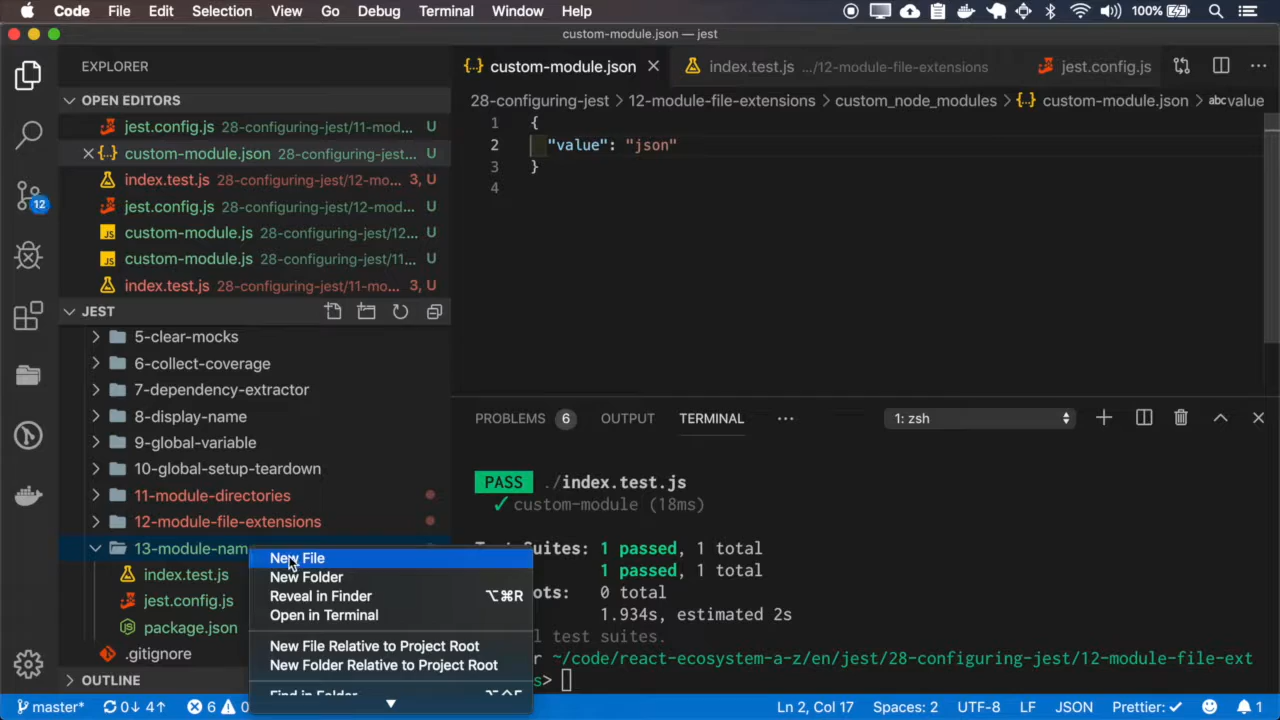 Code File Edit Selection View Go Debug Terminal Window Help 100%
custom-module.json — jest
EXPLORER
OPEN EDITORS
jest.config.js 28-configuring-jest/11-mod... U
custom-module.json 28-configuring-jest... U
index.test.js 28-configuring-jest/12-mo... 3, U
jest.config.js 28-configuring-jest/12-mod... U
custom-module.js 28-configuring-jest/12... U
custom-module.js 28-configuring-jest/11... U
index.test.js 28-configuring-jest/11-mo... 3, U
JEST
5-clear-mocks
6-collect-coverage
7-dependency-extractor
8-display-name
9-global-variable
10-global-setup-teardown
11-module-directories
12-module-file-extensions
13-module-nam
index.test.js
jest.config.js
package.json
.gitignore
OUTLINE
12
New File
New Folder
Reveal in Finder ⌥⌘R
Open in Terminal
New File Relative to Project Root
New Folder Relative to Project Root
Find in Folder
{..} custom-module.json index.test.js .../12-module-file-extensions jest.config.js
28-configuring-jest > 12-module-file-extensions > custom_node_modules > {..} custom-module.json > abc value
1 {
2 "value": "json"
3 }
4
PROBLEMS 6 OUTPUT TERMINAL ... 1: zsh
PASS ./index.test.js
✓ custom-module (18ms)
uites: 1 passed, 1 total
1 passed, 1 total
ots: 0 total
1.934s, estimated 2s
l test suites.
r ~/code/react-ecosystem-a-z/en/jest/28-configuring-jest/12-module-file-ext
s>
master* 0↓ 4↑ 6 0 Ln 2, Col 17 Spaces: 2 UTF-8 LF JSON Prettier: ✓ 1